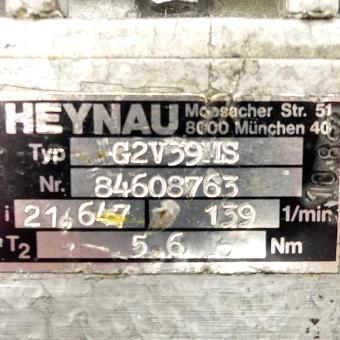 HEYNAU Moosacher Str. 51
8000 München 40
Typ G2V39MS
Nr. 84608763
i 21,647 139 1/min
T2 5.6 Nm